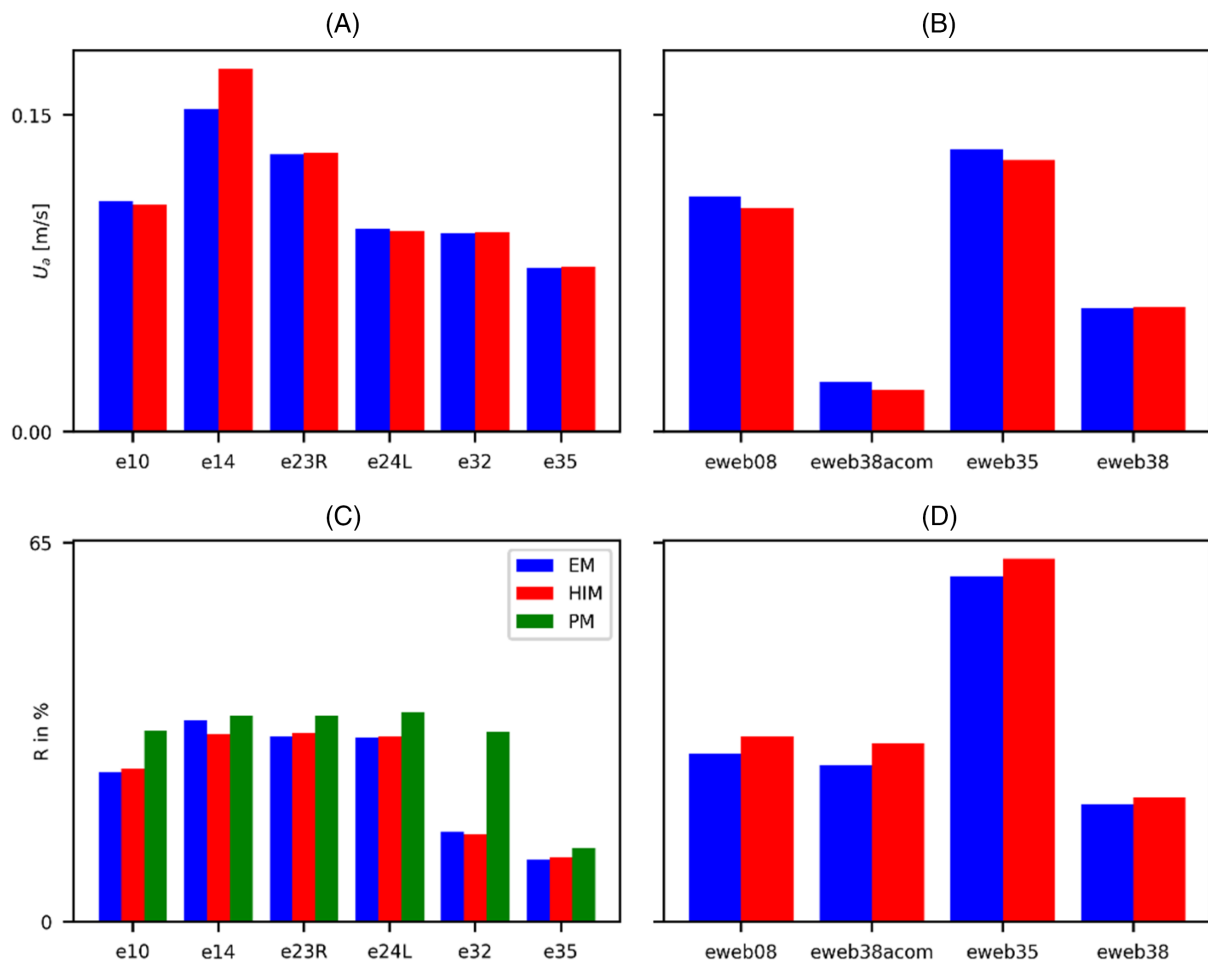 (A)
(B)
0.15
U_a [m/s]
0.00
e10 e14 e23R e24L e32 e35
eweb08 eweb38acom eweb35 eweb38
(C)
(D)
65
EM
HIM
PM
R in %
0
e10 e14 e23R e24L e32 e35
eweb08 eweb38acom eweb35 eweb38